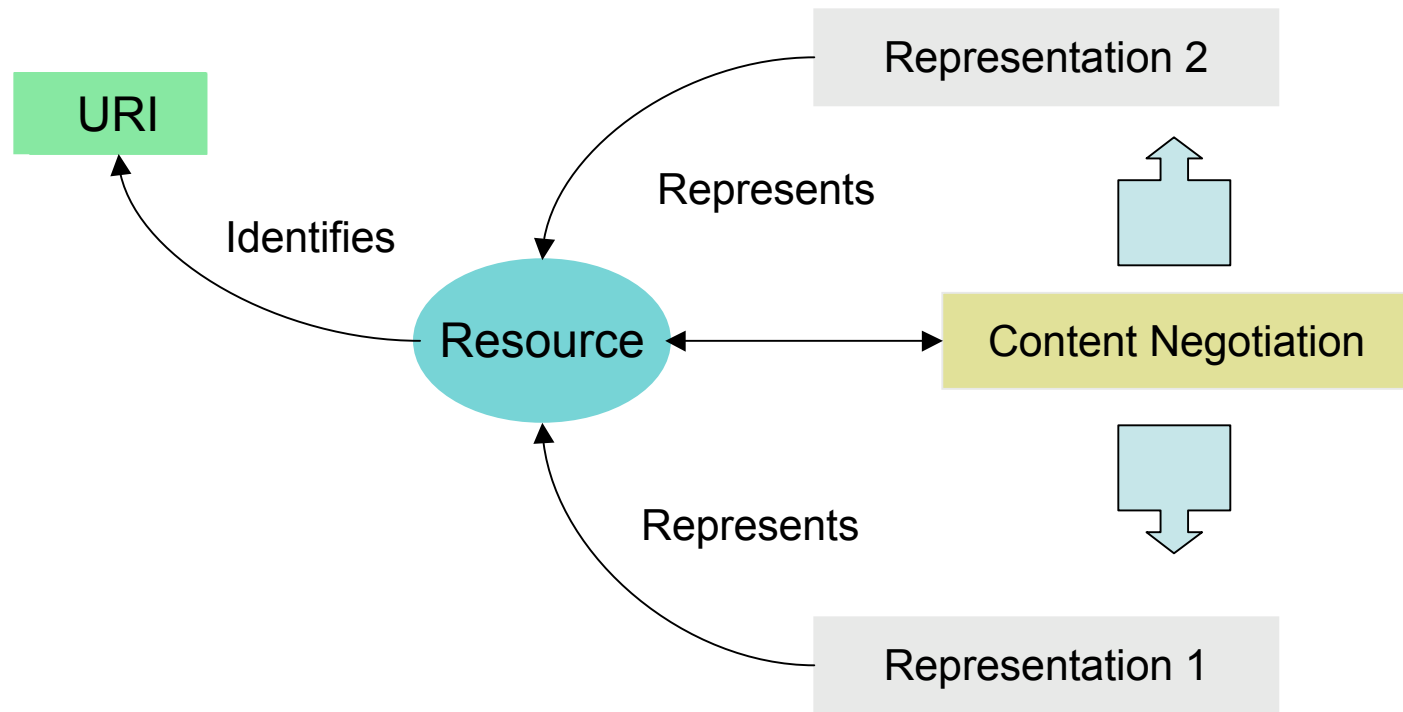 Representation 2
URI
Represents
Identifies
Resource
Content Negotiation
Represents
Representation 1